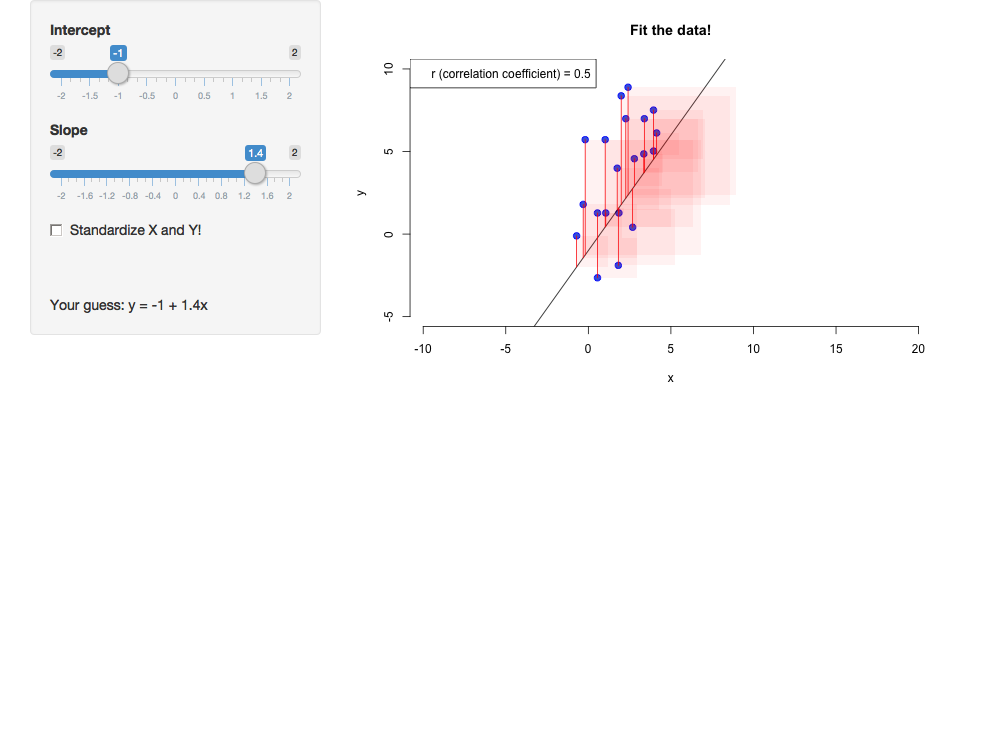 Intercept
-2 -1 2
-2 -1.5 -1 -0.5 0 0.5 1 1.5 2
Slope
-2 1.4 2
-2 -1.6 -1.2 -0.8 -0.4 0 0.4 0.8 1.2 1.6 2
Standardize X and Y!
Your guess: y = -1 + 1.4x
Fit the data!
r (correlation coefficient) = 0.5
10
5
y
0
-5
-10 -5 0 5 10 15 20
x